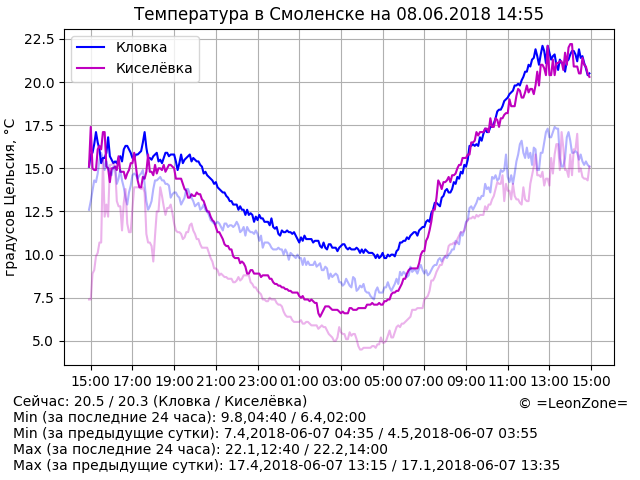 Температура в Смоленске на 08.06.2018 14:55
градусов Цельсия, °C
22.5
20.0
17.5
15.0
12.5
10.0
7.5
5.0
Кловка
Киселёвка
15:00 17:00 19:00 21:00 23:00 01:00 03:00 05:00 07:00 09:00 11:00 13:00 15:00
Сейчас: 20.5 / 20.3 (Кловка / Киселёвка)
© =LeonZone=
Min (за последние 24 часа): 9.8,04:40 / 6.4,02:00
Min (за предыдущие сутки): 7.4,2018-06-07 04:35 / 4.5,2018-06-07 03:55
Max (за последние 24 часа): 22.1,12:40 / 22.2,14:00
Max (за предыдущие сутки): 17.4,2018-06-07 13:15 / 17.1,2018-06-07 13:35